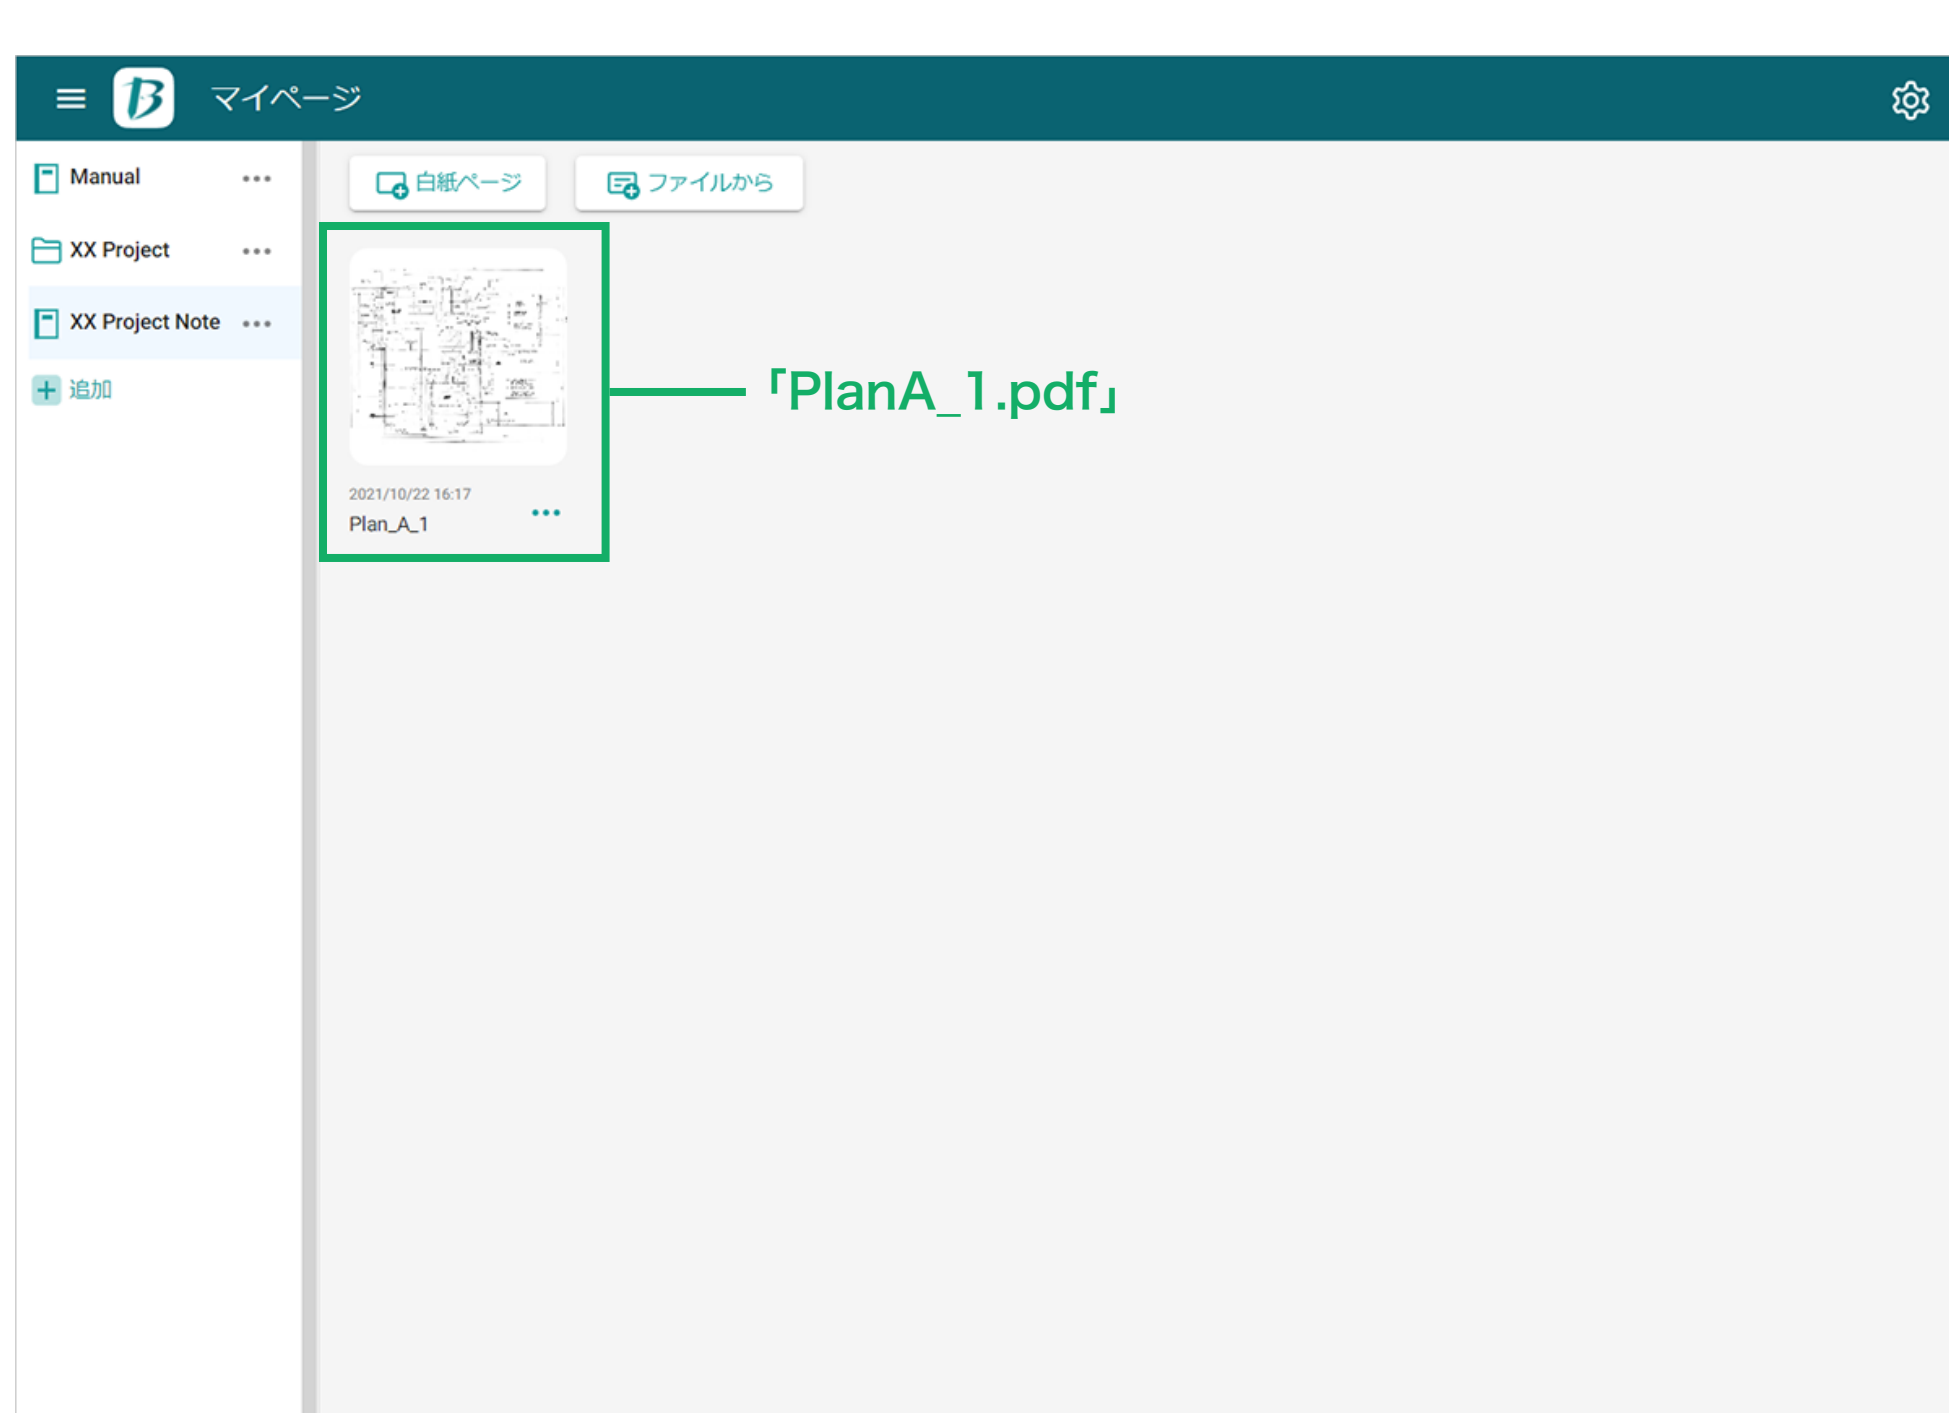 B マイページ
Manual
XX Project
XX Project Note
追加
白紙ページ
ファイルから
2021/10/22 16:17
Plan_A_1
「PlanA_1.pdf」